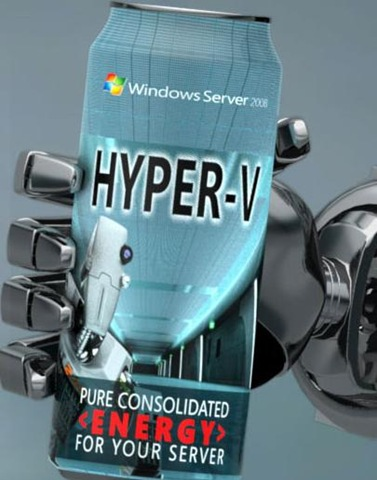 Windows Server 2008
HYPER-V
PURE CONSOLIDATED
<ENERGY>
FOR YOUR SERVER